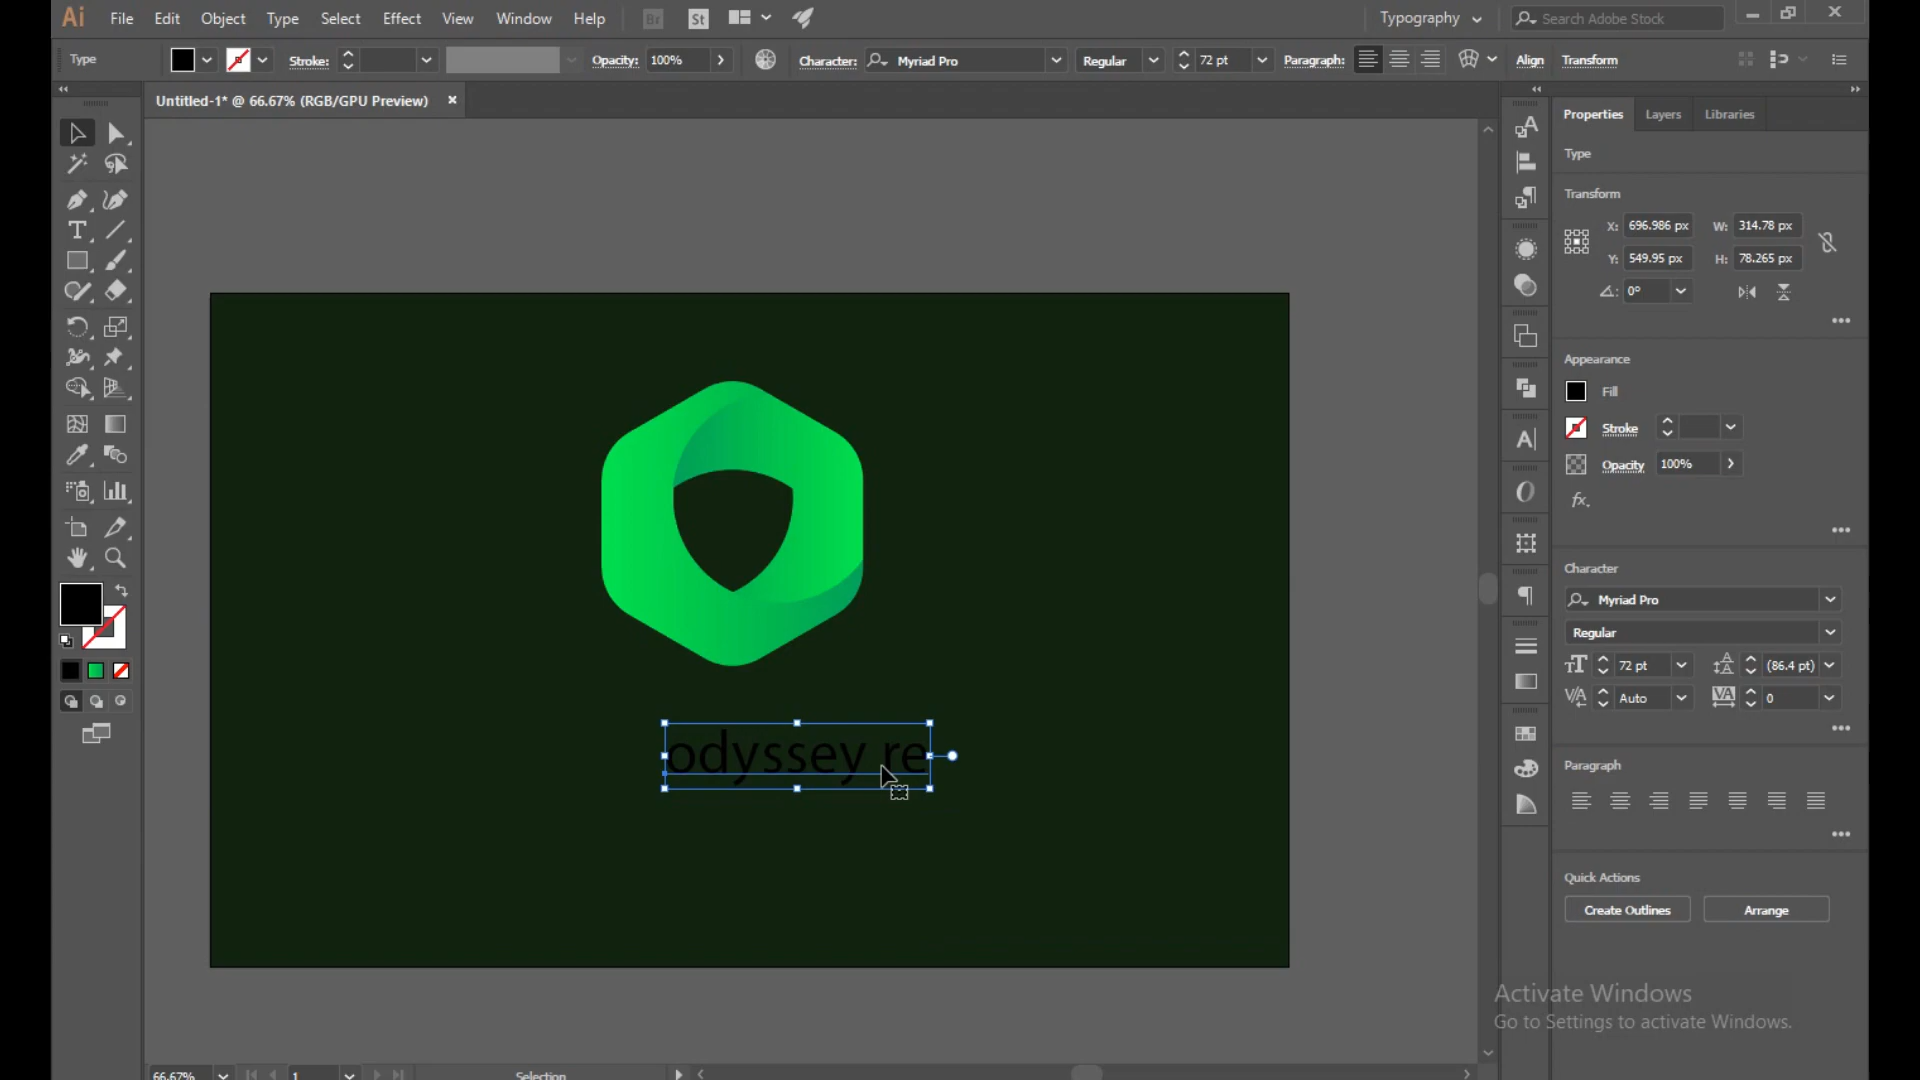 Ai File Edit Object Type Select Effect View Window Help Br St Typography Search Adobe Stock
Type Stroke: Opacity: 100% Character: Myriad Pro Regular 72 pt Paragraph: Align Transform
Untitled-1* @ 66.67% (RGB/GPU Preview)
Properties Layers Libraries
Type
Transform
X: 696.986 px W: 314.78 px
Y: 549.95 px H: 78.265 px
0°
Appearance
Fill
Stroke
Opacity 100%
fx.
Character
Myriad Pro
Regular
72 pt (86.4 pt)
Auto 0
odyssey re
Paragraph
Quick Actions
Create Outlines Arrange
Activate Windows
Go to Settings to activate Windows.
66.67% 1 Selection